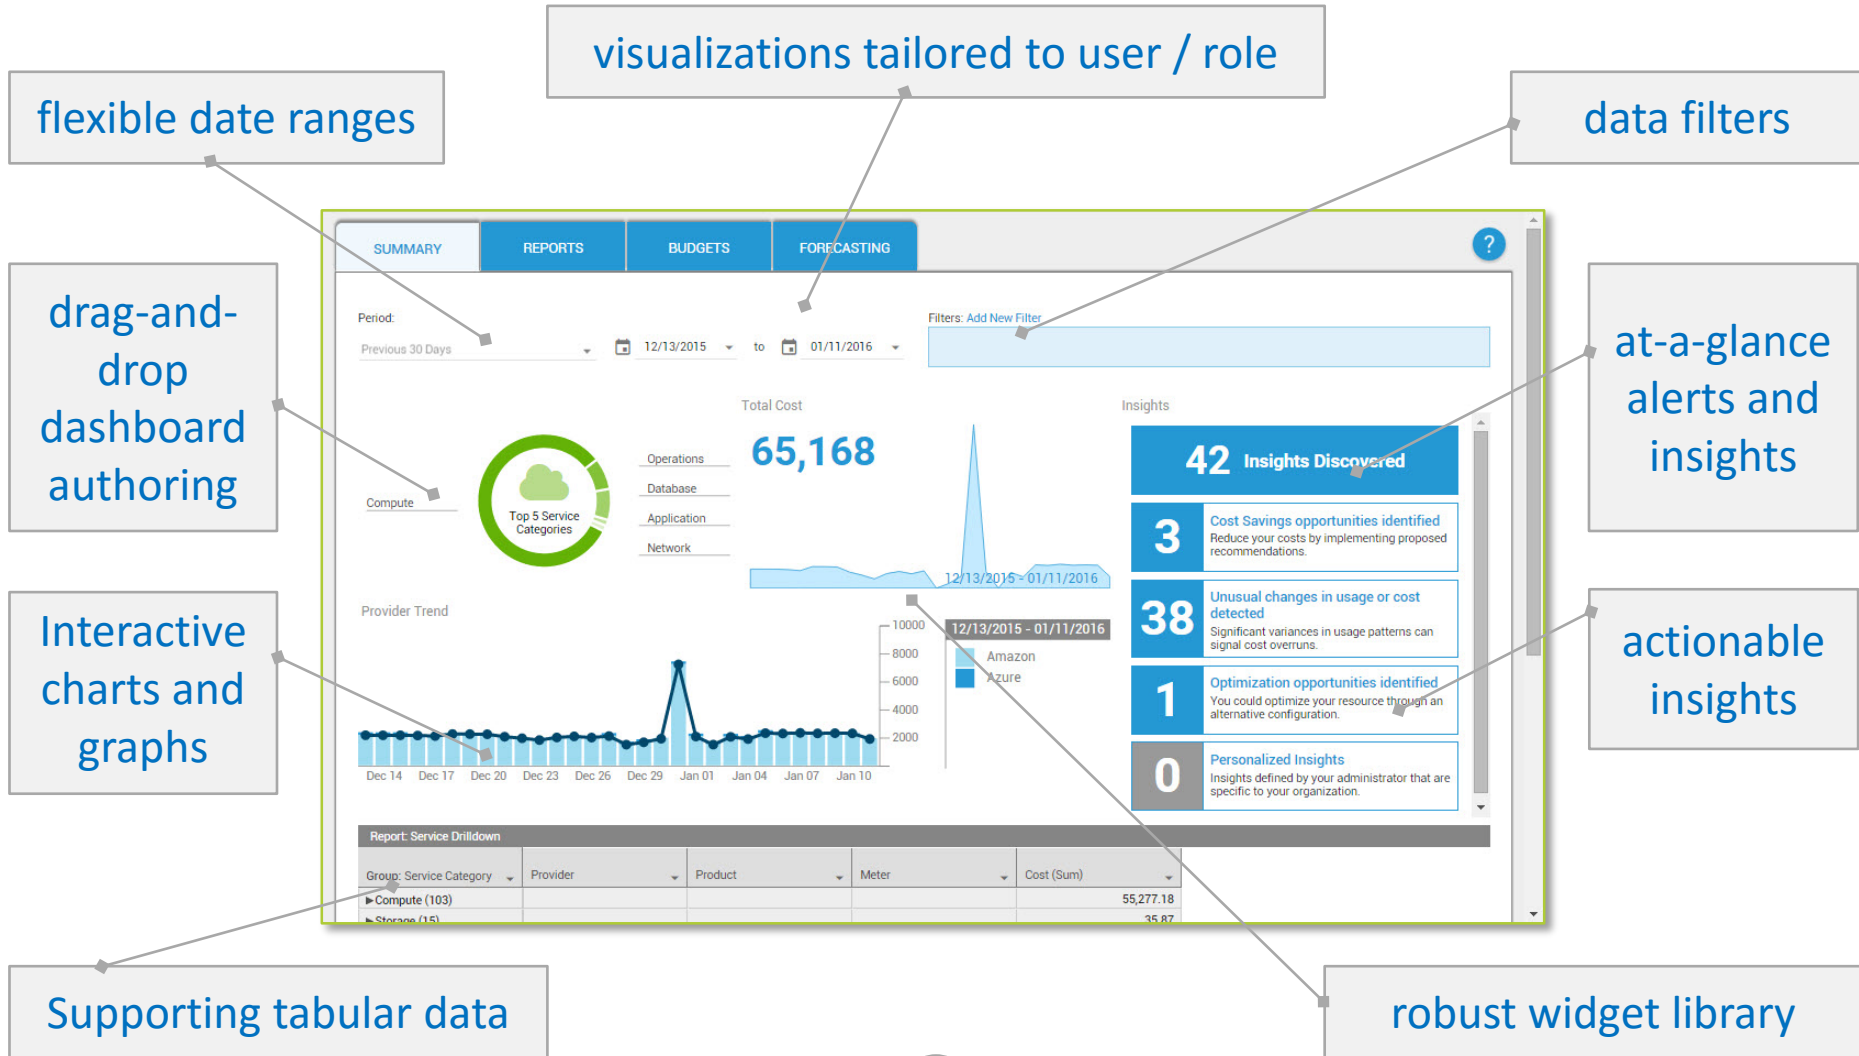 visualizations tailored to user / role
flexible date ranges
data filters
drag-and-
drop
dashboard
authoring
Interactive
charts and
graphs
Supporting tabular data
at-a-glance
alerts and
insights
actionable
insights
robust widget library
SUMMARY
REPORTS
BUDGETS
FORECASTING
?
Period:
Previous 30 Days
12/13/2015 to 01/11/2016
Filters: Add New Filter
Compute
Top 5 Service
Categories
Operations
Database
Application
Network
Total Cost
65,168
12/13/2015 - 01/11/2016
Insights
42 Insights Discovered
3
Cost Savings opportunities identified
Reduce your costs by implementing proposed
recommendations.
38
Unusual changes in usage or cost
detected
Significant variances in usage patterns can
signal cost overruns.
1
Optimization opportunities identified
You could optimize your resource through an
alternative configuration.
0
Personalized Insights
Insights defined by your administrator that are
specific to your organization.
Provider Trend
10000
8000
6000
4000
2000
Dec 14 Dec 17 Dec 20 Dec 23 Dec 26 Dec 29 Jan 01 Jan 04 Jan 07 Jan 10
12/13/2015 - 01/11/2016
Amazon
Azure
Report: Service Drilldown
Group: Service Category Provider Product Meter Cost (Sum)
Compute (103) 55,277.18
Storage (15) 35.87